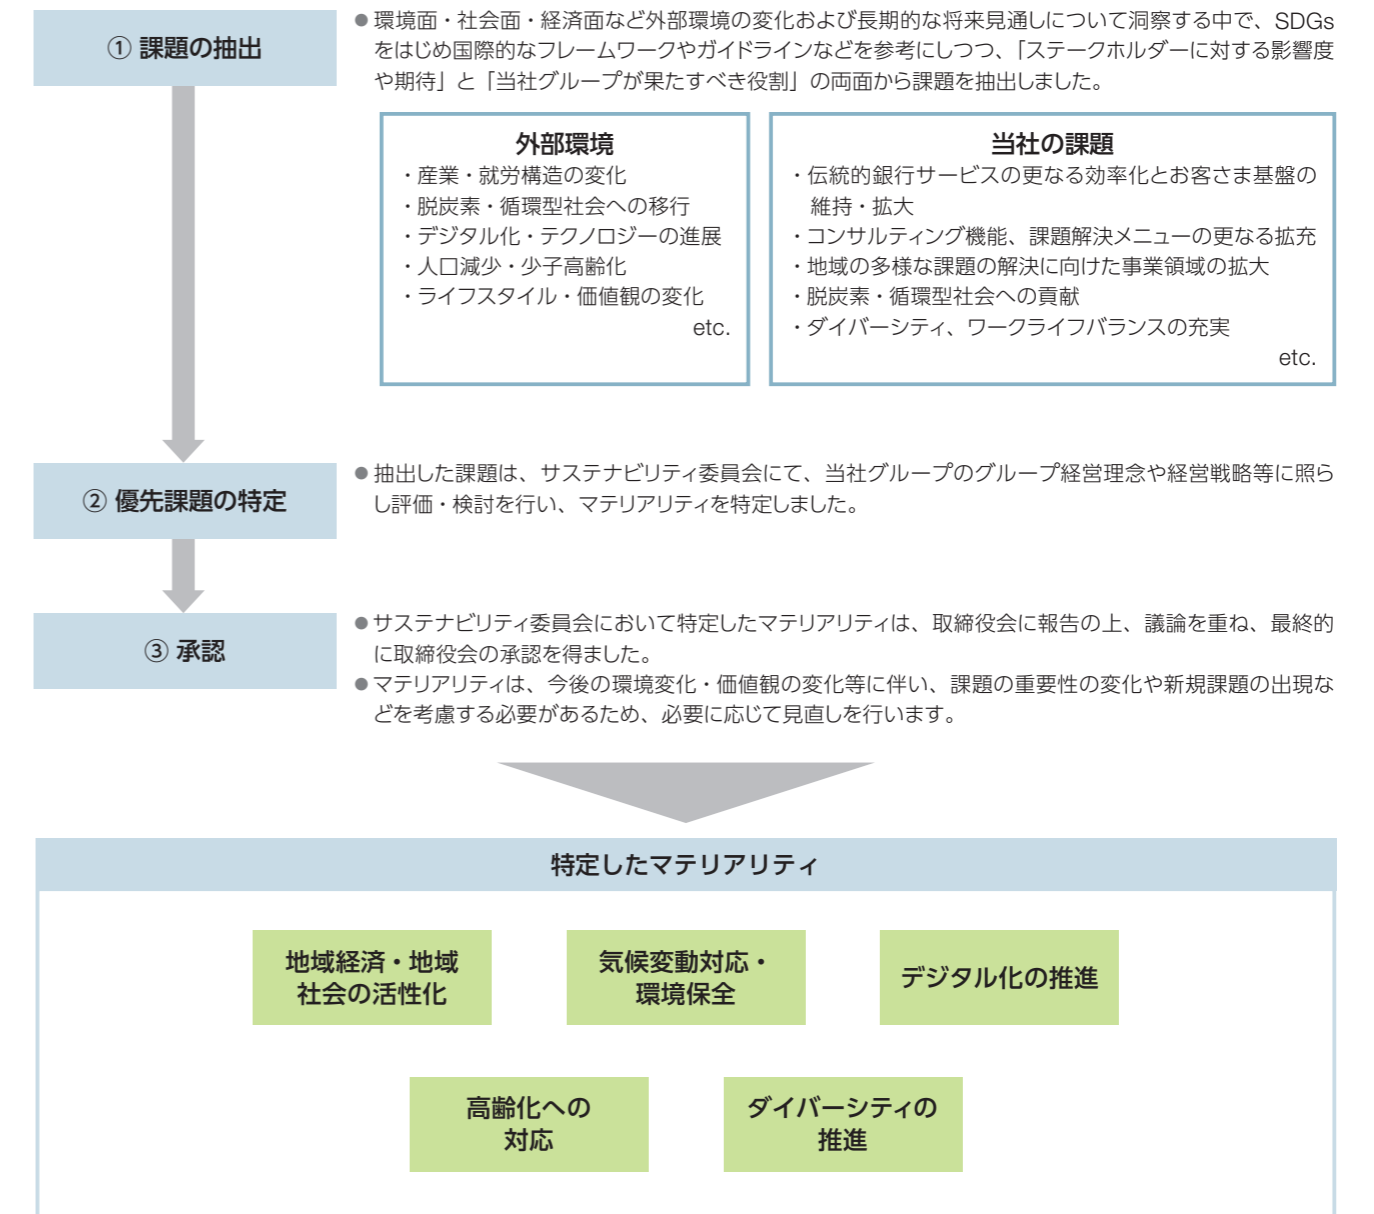 ① 課題の抽出
●環境面・社会面・経済面など外部環境の変化および長期的な将来見通しについて洞察する中で、SDGs
をはじめ国際的なフレームワークやガイドラインなどを参考にしつつ、「ステークホルダーに対する影響度
や期待」と「当社グループが果たすべき役割」の両面から課題を抽出しました。
外部環境
・産業・就労構造の変化
・脱炭素・循環型社会への移行
・デジタル化・テクノロジーの進展
・人口減少・少子高齢化
・ライフスタイル・価値観の変化
etc.
当社の課題
・伝統的銀行サービスの更なる効率化とお客さま基盤の
維持・拡大
・コンサルティング機能、課題解決メニューの更なる拡充
・地域の多様な課題の解決に向けた事業領域の拡大
・脱炭素・循環型社会への貢献
・ダイバーシティ、ワークライフバランスの充実
etc.
② 優先課題の特定
●抽出した課題は、サステナビリティ委員会にて、当社グループのグループ経営理念や経営戦略等に照ら
し評価・検討を行い、マテリアリティを特定しました。
③ 承認
●サステナビリティ委員会において特定したマテリアリティは、取締役会に報告の上、議論を重ね、最終的
に取締役会の承認を得ました。
●マテリアリティは、今後の環境変化・価値観の変化等に伴い、課題の重要性の変化や新規課題の出現な
どを考慮する必要があるため、必要に応じて見直しを行います。
特定したマテリアリティ
地域経済・地域
社会の活性化
気候変動対応・
環境保全
デジタル化の推進
高齢化への
対応
ダイバーシティの
推進